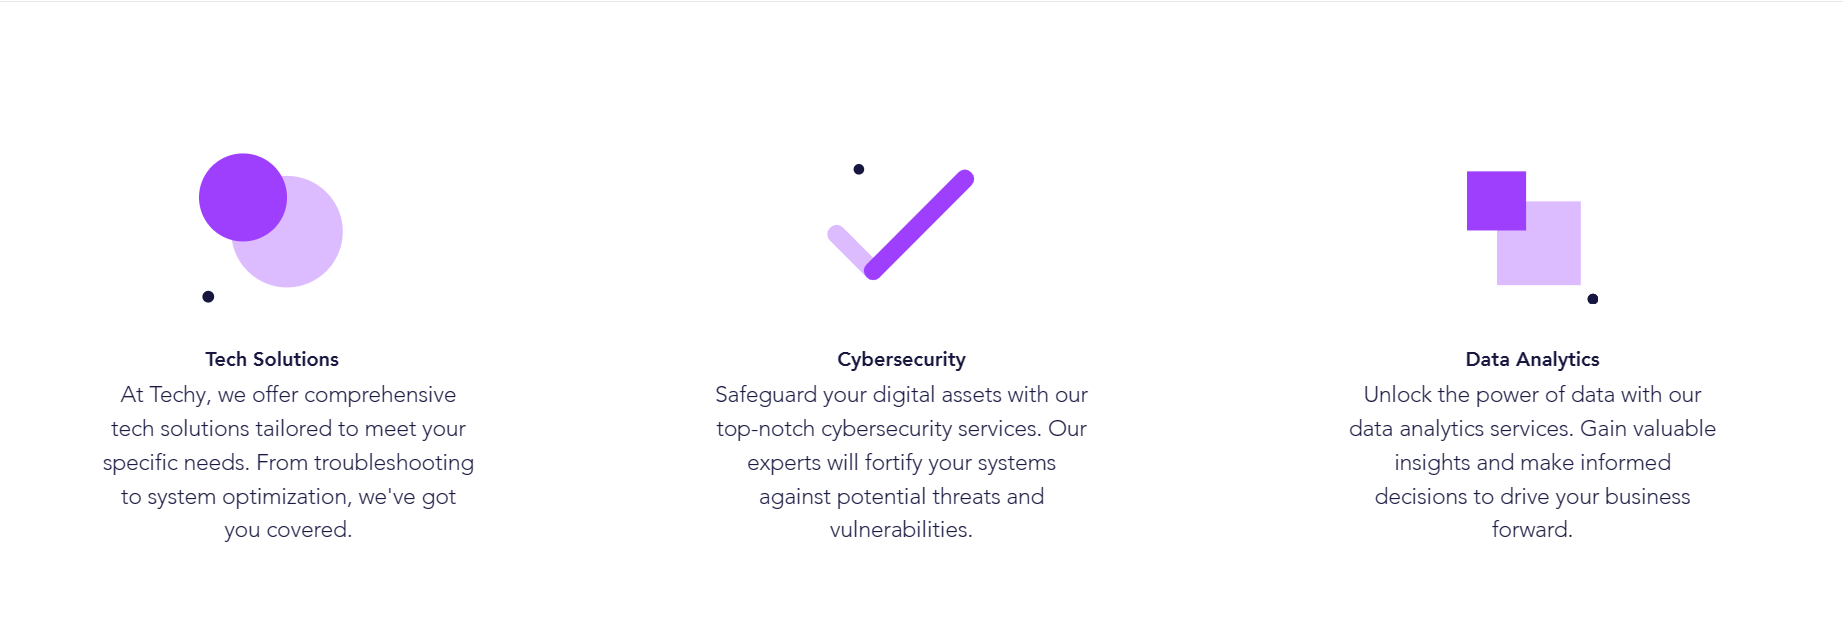 Tech Solutions
At Techy, we offer comprehensive
tech solutions tailored to meet your
specific needs. From troubleshooting
to system optimization, we've got
you covered.
Cybersecurity
Safeguard your digital assets with our
top-notch cybersecurity services. Our
experts will fortify your systems
against potential threats and
vulnerabilities.
Data Analytics
Unlock the power of data with our
data analytics services. Gain valuable
insights and make informed
decisions to drive your business
forward.